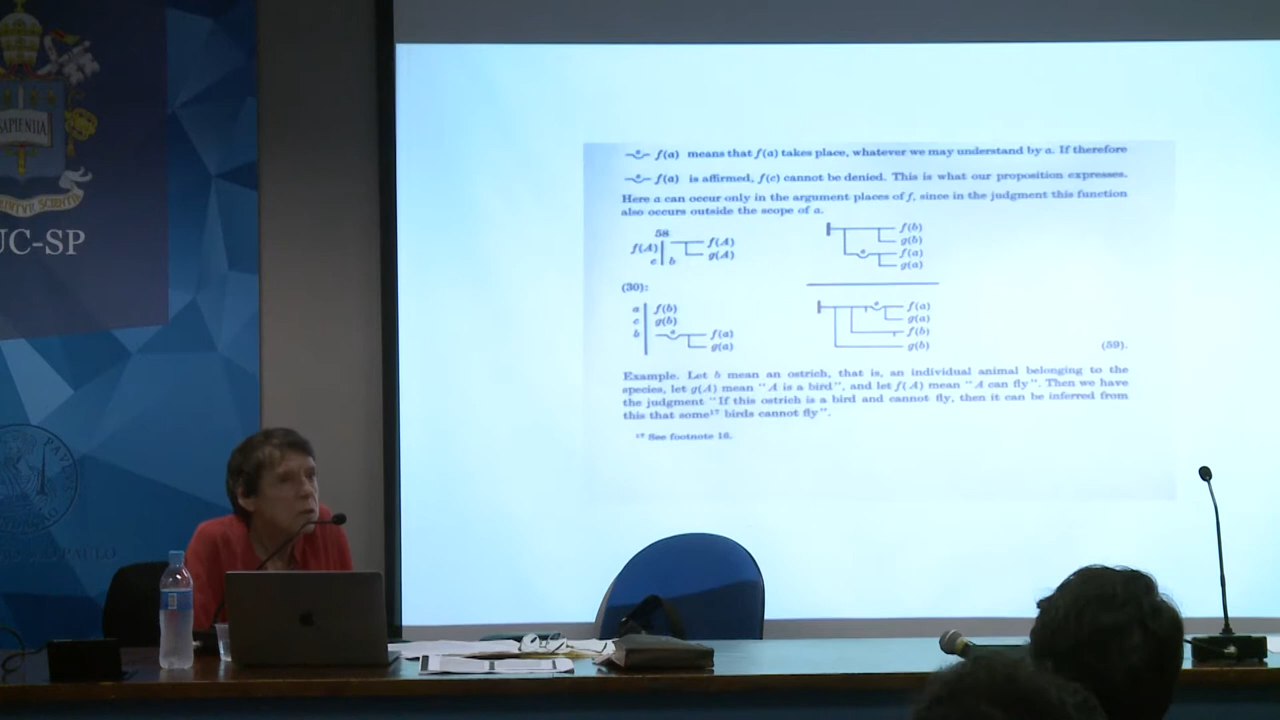 SAPIENTIA
UC-SP
f(a) means that f(a) takes place, whatever we may understand by a. If therefore
f(a) is affirmed, f(c) cannot be denied. This is what our proposition expresses.
Here a can occur only in the argument places of f, since in the judgment this function
also occurs outside the scope of a.
58
f(A) f(A)
g(A)
c b
f(b)
g(b)
a f(a)
g(a)
(30):
a f(b)
c g(b)
b a f(a)
g(a)
a f(a)
g(a)
f(b)
g(b)
(59).
Example. Let b mean an ostrich, that is, an individual animal belonging to the
species, let g(A) mean "A is a bird", and let f(A) mean "A can fly". Then we have
the judgment "If this ostrich is a bird and cannot fly, then it can be inferred from
this that some¹⁷ birds cannot fly".
¹⁷ See footnote 16.